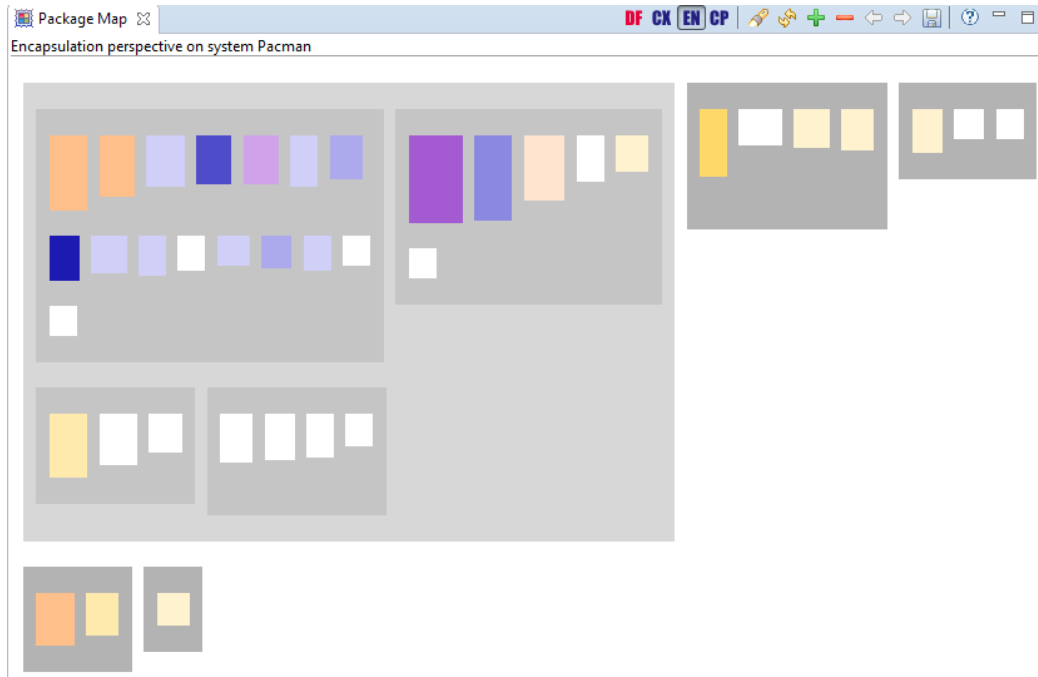 Package Map
DF CX EN CP
Encapsulation perspective on system Pacman